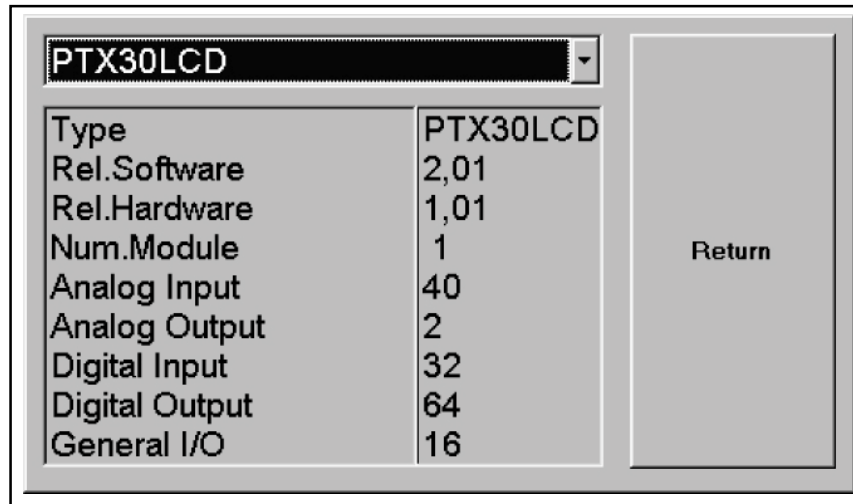 PTX30LCD
Type PTX30LCD
Rel.Software 2,01
Rel.Hardware 1,01
Num.Module 1
Analog Input 40
Analog Output 2
Digital Input 32
Digital Output 64
General I/O 16
Return